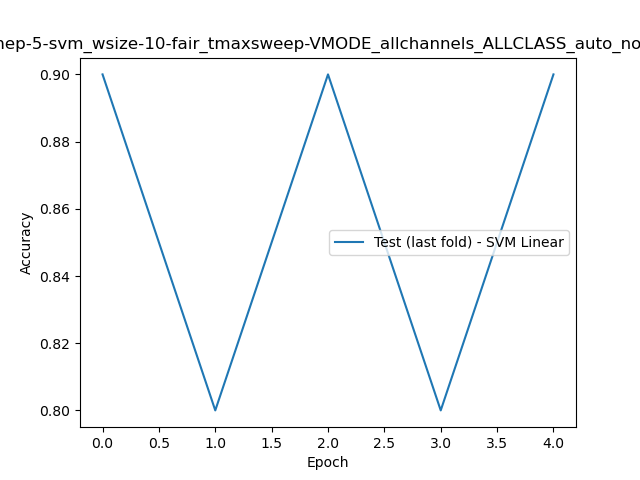 nep-5-svm_wsize-10-fair_tmaxsweep-VMODE_allchannels_ALLCLASS_auto_no
0.90
0.88
0.86
0.84
0.82
0.80
Accuracy
Test (last fold) - SVM Linear
0.0 0.5 1.0 1.5 2.0 2.5 3.0 3.5 4.0
Epoch